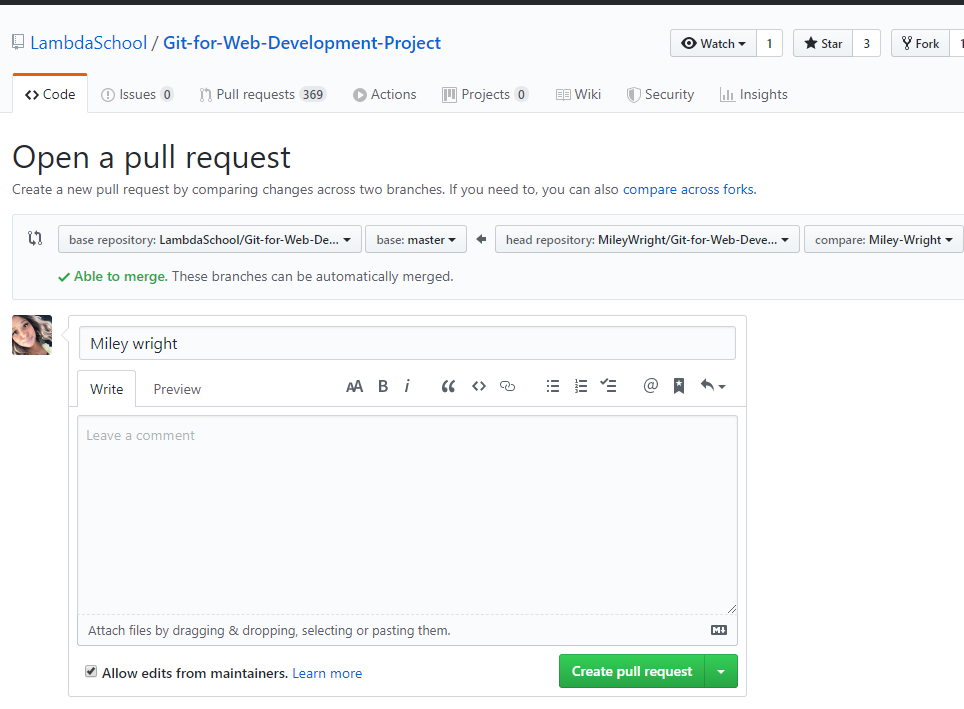 LambdaSchool / Git-for-Web-Development-Project Watch 1 Star 3 Fork 1
Code Issues 0 Pull requests 369 Actions Projects 0 Wiki Security Insights
Open a pull request
Create a new pull request by comparing changes across two branches. If you need to, you can also compare across forks.
base repository: LambdaSchool/Git-for-Web-De... base: master head repository: MileyWright/Git-for-Web-Deve... compare: Miley-Wright
Able to merge. These branches can be automatically merged.
Miley wright
Write Preview AA B i
Leave a comment
Attach files by dragging & dropping, selecting or pasting them.
Allow edits from maintainers. Learn more Create pull request